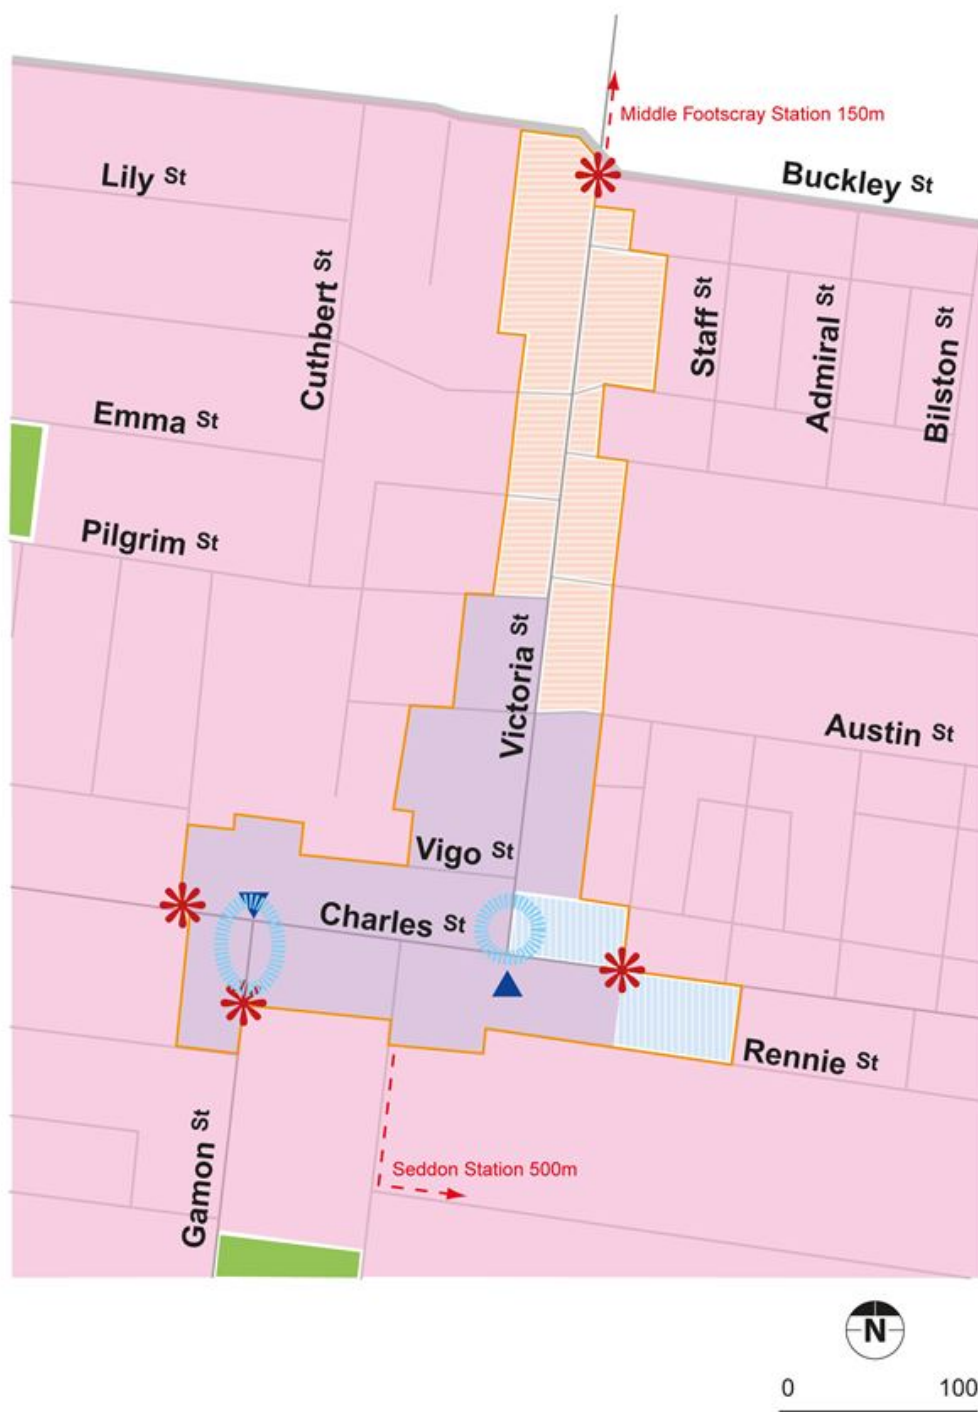 Middle Footscray Station 150m
Buckley St
Lily St
Cuthbert St
Staff St
Admiral St
Bilston St
Emma St
Pilgrim St
Victoria St
Austin St
Vigo St
Charles St
Rennie St
Seddon Station 500m
Gamon St
N
0 100